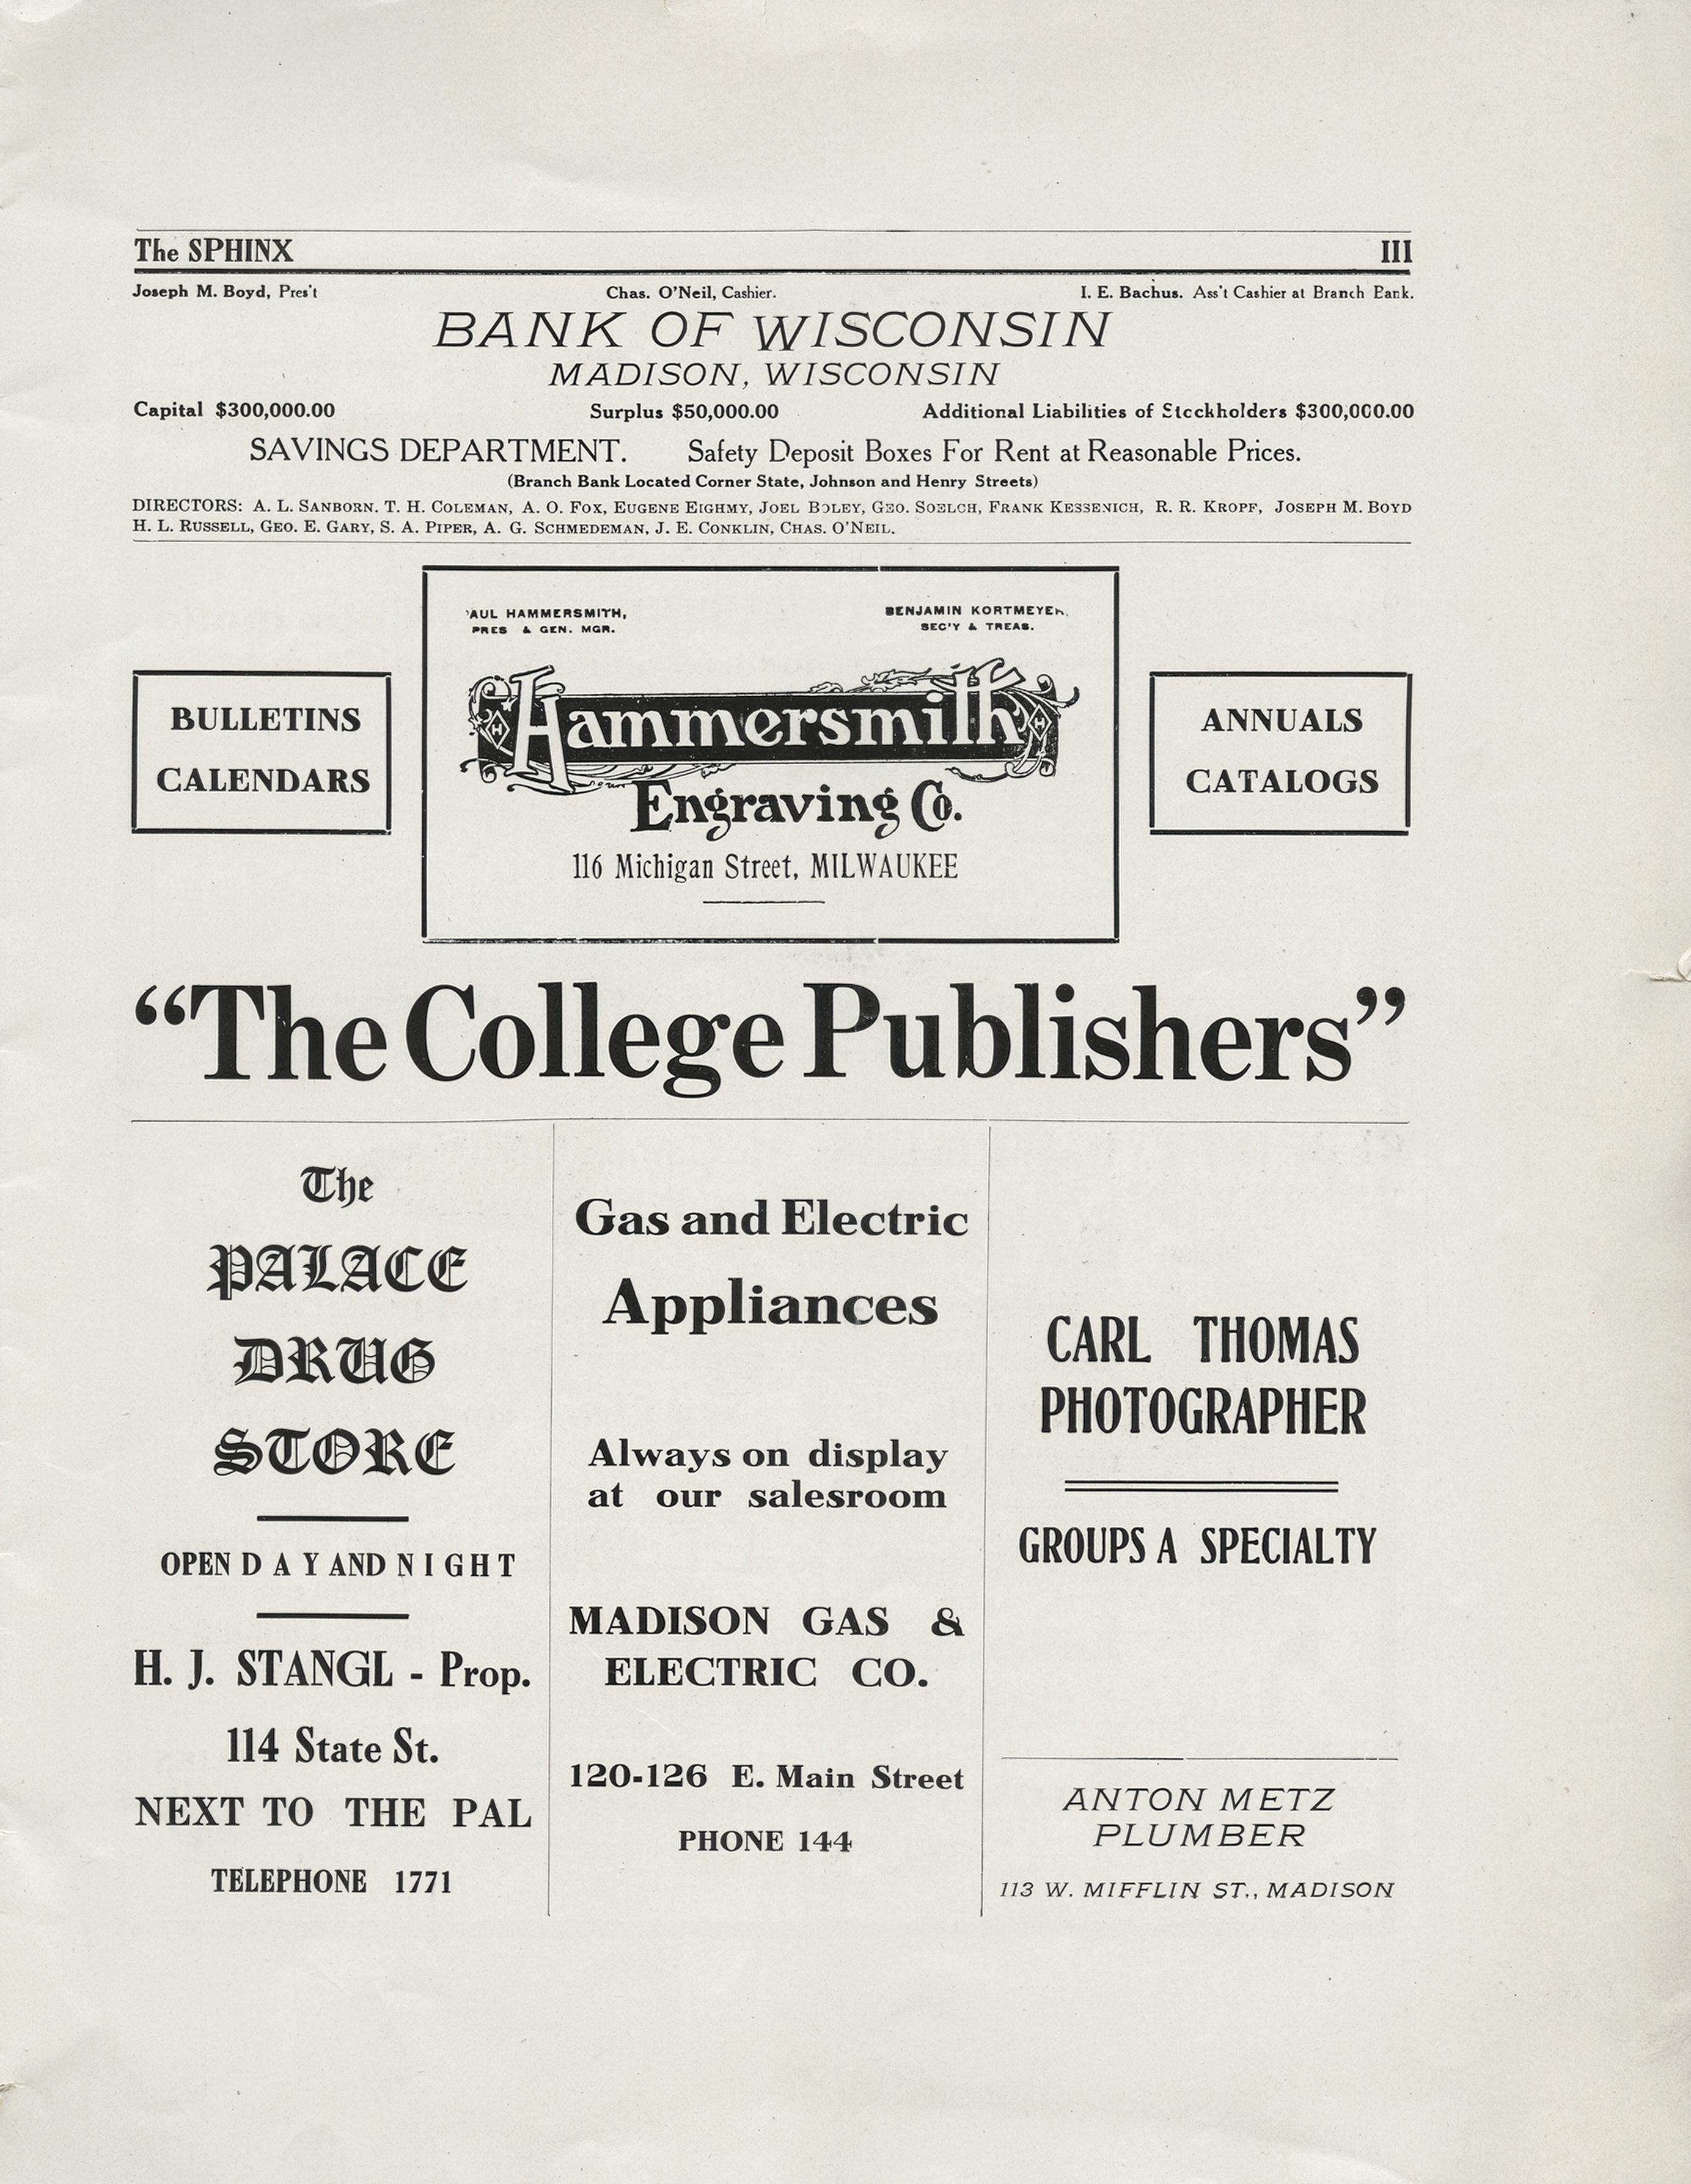 The SPHINX III
Joseph M. Boyd, Pres't Chas. O'Neil, Cashier. I. E. Bachus. Ass't Cashier at Branch Bank.
BANK OF WISCONSIN
MADISON, WISCONSIN
Capital $300,000.00 Surplus $50,000.00 Additional Liabilities of Stockholders $300,000.00
SAVINGS DEPARTMENT. Safety Deposit Boxes For Rent at Reasonable Prices.
(Branch Bank Located Corner State, Johnson and Henry Streets)
DIRECTORS: A. L. SANBORN. T. H. COLEMAN, A. O. FOX, EUGENE EIGHMY, JOEL BOLEY, GEO. SOELCH, FRANK KESSENICH, R. R. KROPF, JOSEPH M. BOYD
H. L. RUSSELL, GEO. E. GARY, S. A. PIPER, A. G. SCHMEDEMAN, J. E. CONKLIN, CHAS. O'NEIL.
'AUL HAMMERSMITH,
PRES & GEN. MGR.
BENJAMIN KORTMEYER,
SEC'Y & TREAS.
BULLETINS
CALENDARS
H Hammersmith H
Engraving Co.
116 Michigan Street, MILWAUKEE
ANNUALS
CATALOGS
“The College Publishers”
The
PALACE
DRUG
STORE
OPEN D A Y AND N I G H T
H. J. STANGL - Prop.
114 State St.
NEXT TO THE PAL
TELEPHONE 1771
Gas and Electric
Appliances
Always on display
at our salesroom
MADISON GAS &
ELECTRIC CO.
120-126 E. Main Street
PHONE 144
CARL THOMAS
PHOTOGRAPHER
GROUPS A SPECIALTY
ANTON METZ
PLUMBER
113 W. MIFFLIN ST., MADISON